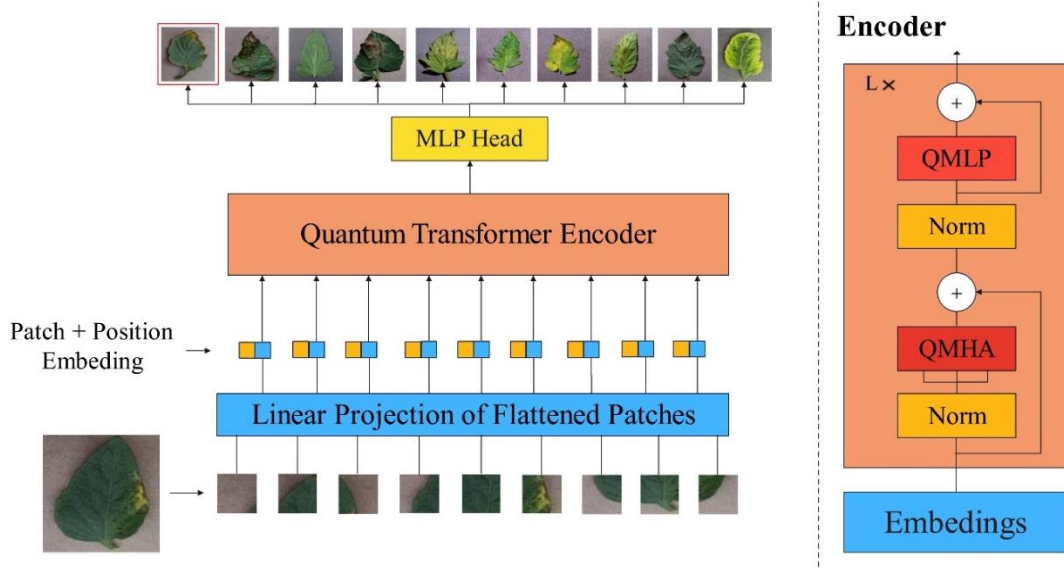 MLP Head
Quantum Transformer Encoder
Patch + Position
Embeding
Linear Projection of Flattened Patches
Encoder
L ×
+
QMLP
Norm
+
QMHA
Norm
Embedings